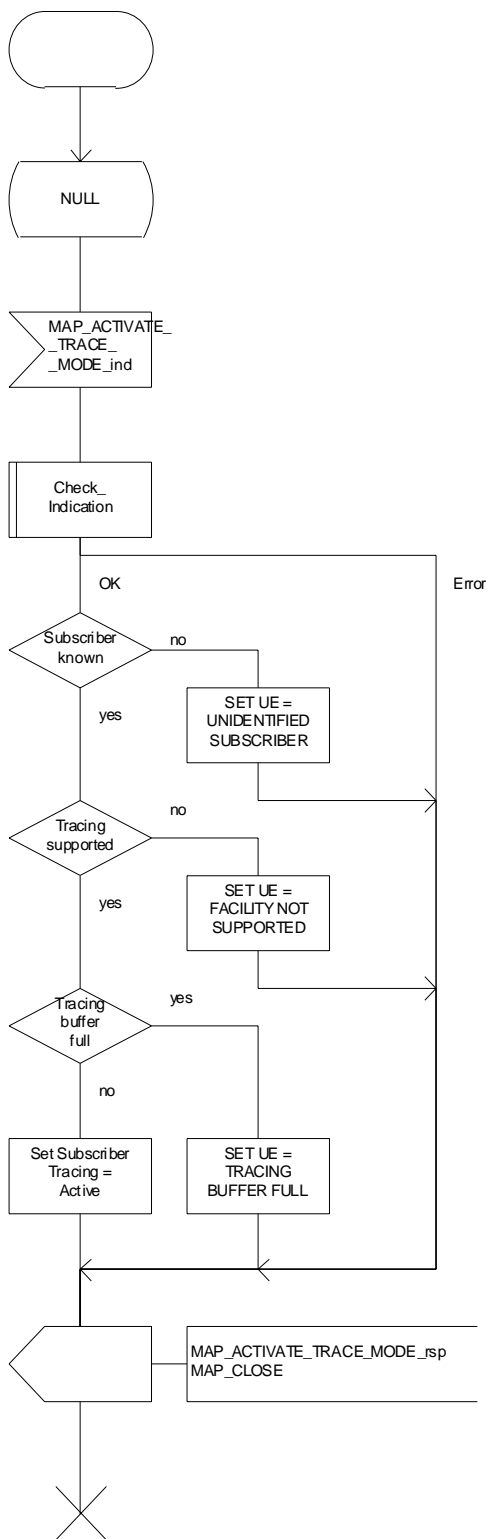 NULL
MAP_ACTIVATE_
_TRACE_
_MODE_ind
Check_
Indication
OK
Error
Subscriber
known
no
yes
SET UE =
UNIDENTIFIED
SUBSCRIBER
Tracing
supported
no
yes
SET UE =
FACILITY NOT
SUPPORTED
Tracing
buffer
full
yes
no
Set Subscriber
Tracing =
Active
SET UE =
TRACING
BUFFER FULL
MAP_ACTIVATE_TRACE_MODE_rsp
MAP_CLOSE